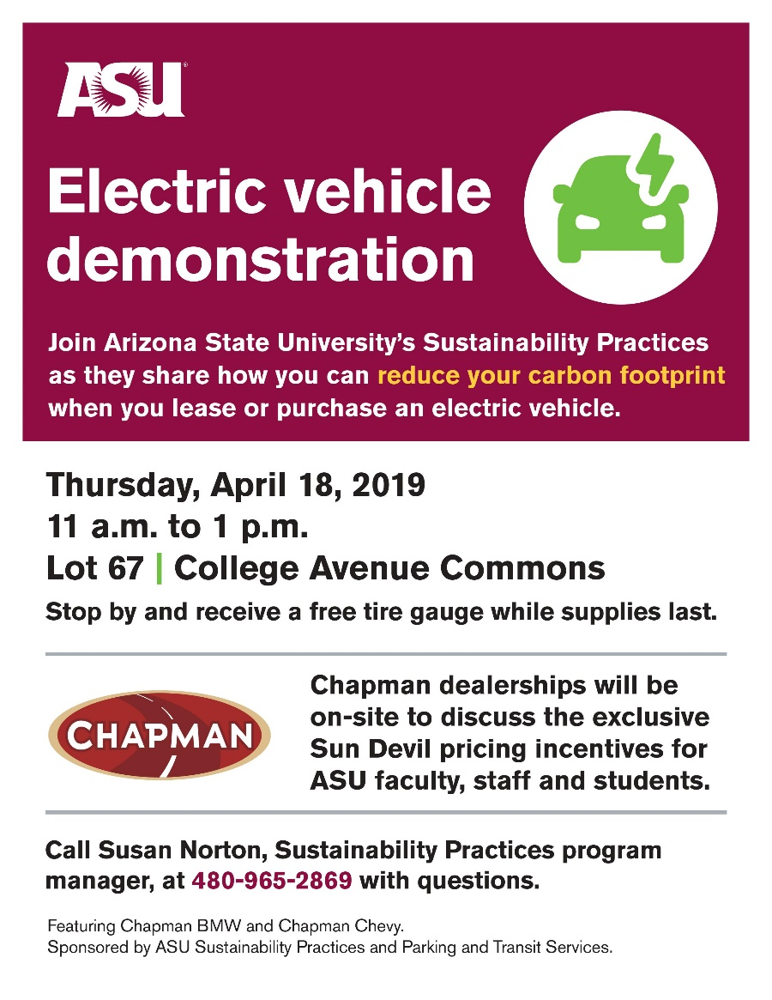 ASU®
Electric vehicle
demonstration
Join Arizona State University's Sustainability Practices
as they share how you can reduce your carbon footprint
when you lease or purchase an electric vehicle.
Thursday, April 18, 2019
11 a.m. to 1 p.m.
Lot 67 | College Avenue Commons
Stop by and receive a free tire gauge while supplies last.
CHAPMAN
Chapman dealerships will be
on-site to discuss the exclusive
Sun Devil pricing incentives for
ASU faculty, staff and students.
Call Susan Norton, Sustainability Practices program
manager, at 480-965-2869 with questions.
Featuring Chapman BMW and Chapman Chevy.
Sponsored by ASU Sustainability Practices and Parking and Transit Services.